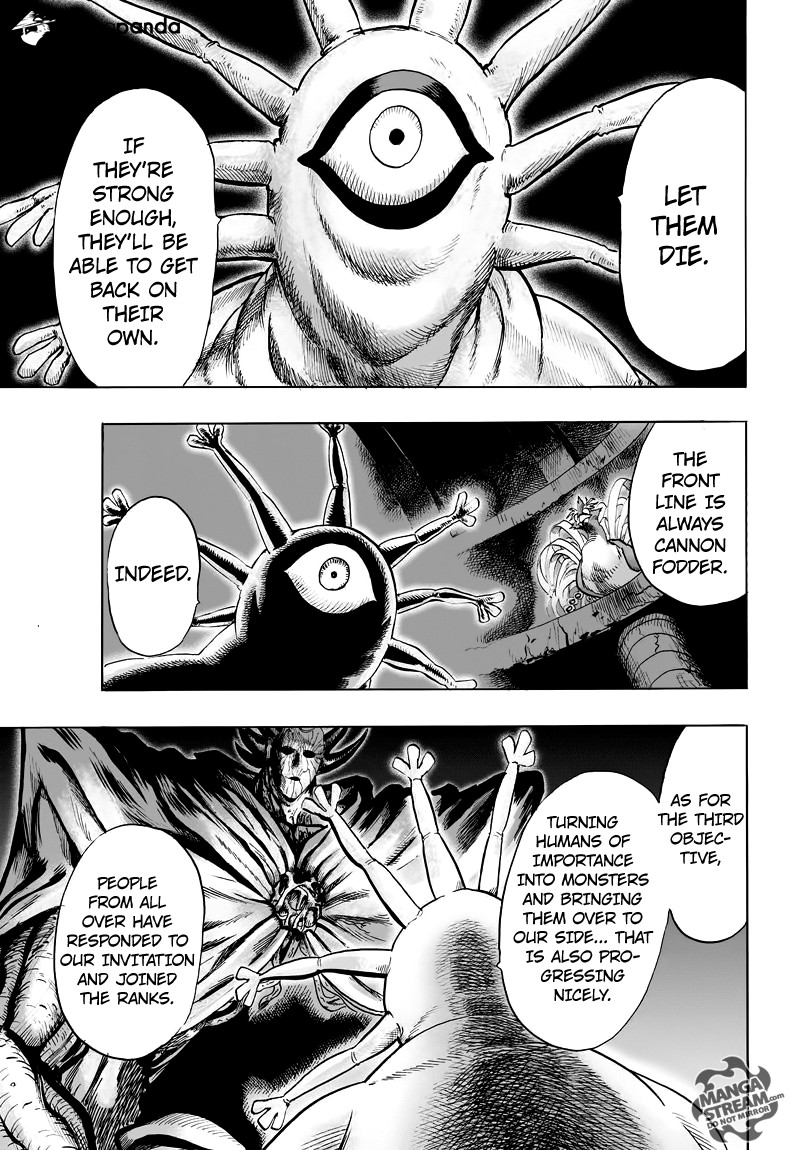 panda
LET
THEM
DIE.
IF
THEY'RE
STRONG
ENOUGH,
THEY'LL BE
ABLE TO GET
BACK ON
THEIR
OWN.
THE
FRONT
LINE IS
ALWAYS
CANNON
FODDER.
INDEED.
AS FOR
THE THIRD
OBJEC-
TIVE,
TURNING
HUMANS OF
IMPORTANCE
INTO MONSTERS
AND BRINGING
THEM OVER TO
OUR SIDE... THAT
IS ALSO PRO-
GRESSING
NICELY.
PEOPLE
FROM ALL
OVER HAVE
RESPONDED TO
OUR INVITATION
AND JOINED
THE RANKS.
MANGA
STREAM.com
DO NOT MIRROR